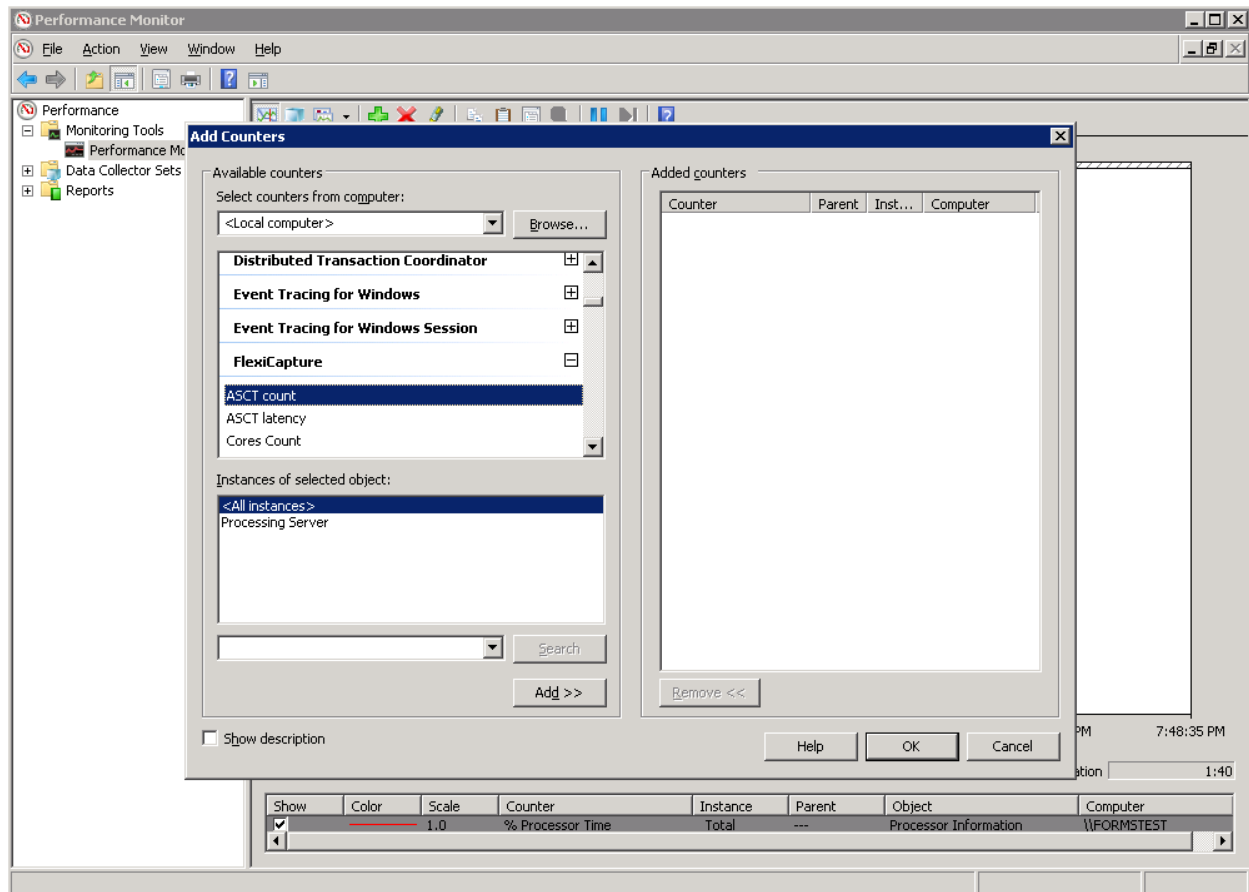 Performance Monitor
File Action View Window Help
Performance
Monitoring Tools
Performance Mo
Data Collector Sets
Reports
Add Counters
Available counters
Select counters from computer:
<Local computer>
Browse...
Distributed Transaction Coordinator
Event Tracing for Windows
Event Tracing for Windows Session
FlexiCapture
ASCT count
ASCT latency
Cores Count
Instances of selected object:
<All instances>
Processing Server
Search
Add >>
Show description
Added counters
Counter Parent Inst... Computer
Remove <<
Help OK Cancel
PM 7:48:35 PM
ation 1:40
Show Color Scale Counter Instance Parent Object Computer
1.0 % Processor Time Total --- Processor Information \\FORMSTEST